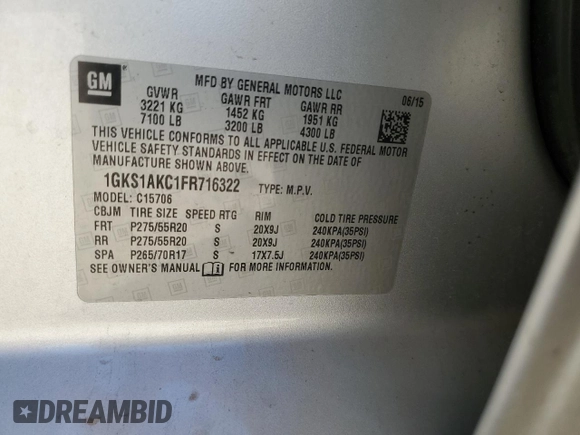 GM
MFD BY GENERAL MOTORS LLC
06/15
GVWR GAWR FRT GAWR RR
3221 KG 1452 KG 1951 KG
7100 LB 3200 LB 4300 LB
THIS VEHICLE CONFORMS TO ALL APPLICABLE U.S. FEDERAL MOTOR
VEHICLE SAFETY STANDARDS IN EFFECT ON THE DATE OF
MANUFACTURE SHOWN ABOVE.
1GKS1AKC1FR716322 TYPE: M.P.V.
MODEL: C15706
CBJM TIRE SIZE SPEED RTG RIM COLD TIRE PRESSURE
FRT P275/55R20 S 20X9J 240KPA(35PSI)
RR P275/55R20 S 20X9J 240KPA(35PSI)
SPA P265/70R17 S 17X7.5J 240KPA(35PSI)
SEE OWNER'S MANUAL FOR MORE INFORMATION.
DREAMBID